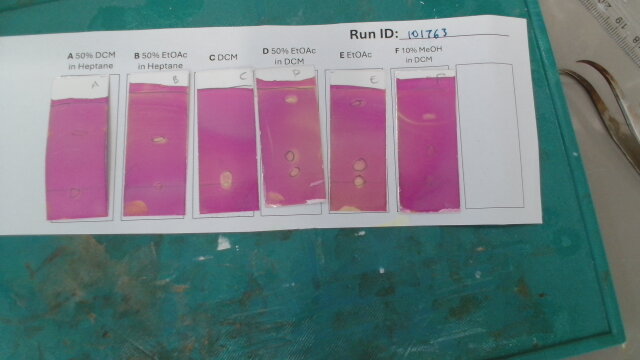 Run ID: 101763
A 50% DCM
in Heptane
B 50% EtOAc
in Heptane
C DCM
D 50% EtOAc
in DCM
E EtOAc
F 10% MeOH
in DCM
A
B
C
D
E
F